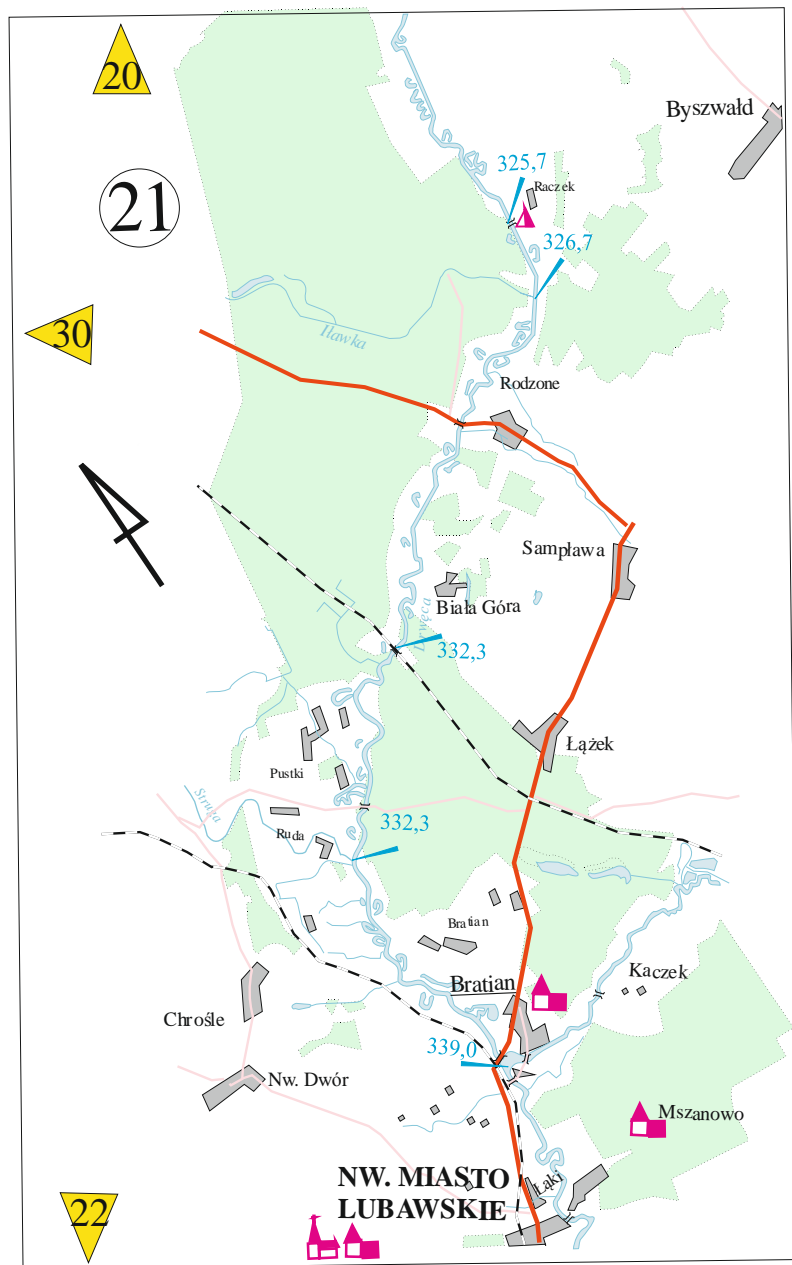 20
Byszwałd
325,7
Raczek
21
326,7
30
Iławka
Rodzone
Sampława
Biała Góra
Drwęca
332,3
Łążek
Pustki
Struga
332,3
Ruda
Bratian
Kaczek
Bratian
Chrośle
339,0
Nw. Dwór
Mszanowo
NW. MIASTO
LUBAWSKIE
Łąki
22